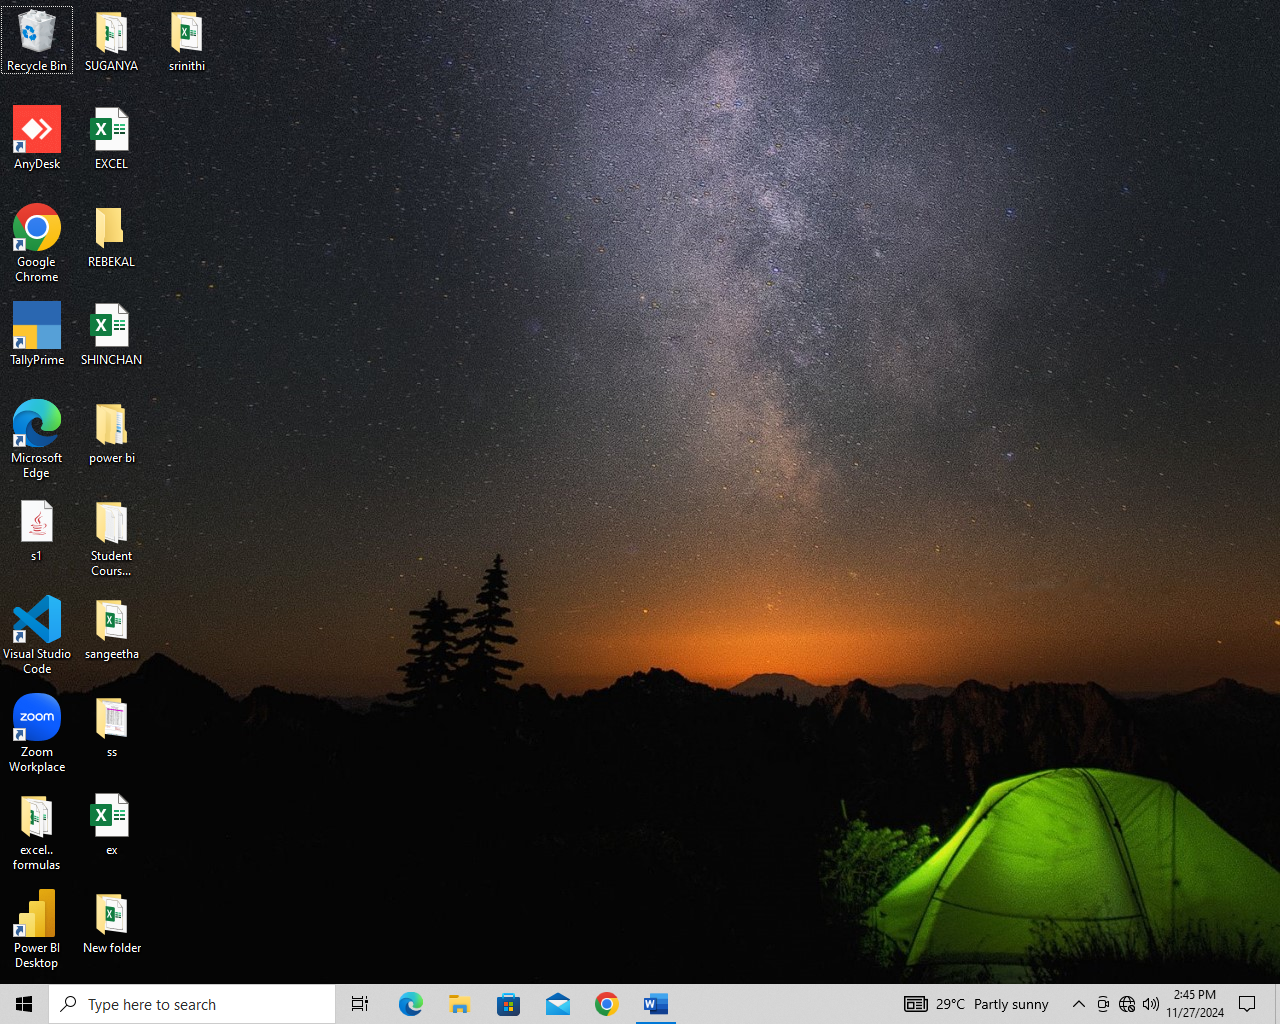 Recycle Bin
SUGANYA
srinithi
AnyDesk
EXCEL
Google
Chrome
REBEKAL
TallyPrime
SHINCHAN
Microsoft
Edge
power bi
s1
Student
Cours...
Visual Studio
Code
sangeetha
zoom
Zoom
Workplace
ss
excel..
formulas
ex
Power BI
Desktop
New folder
Type here to search
29°C Partly sunny
2:45 PM
11/27/2024